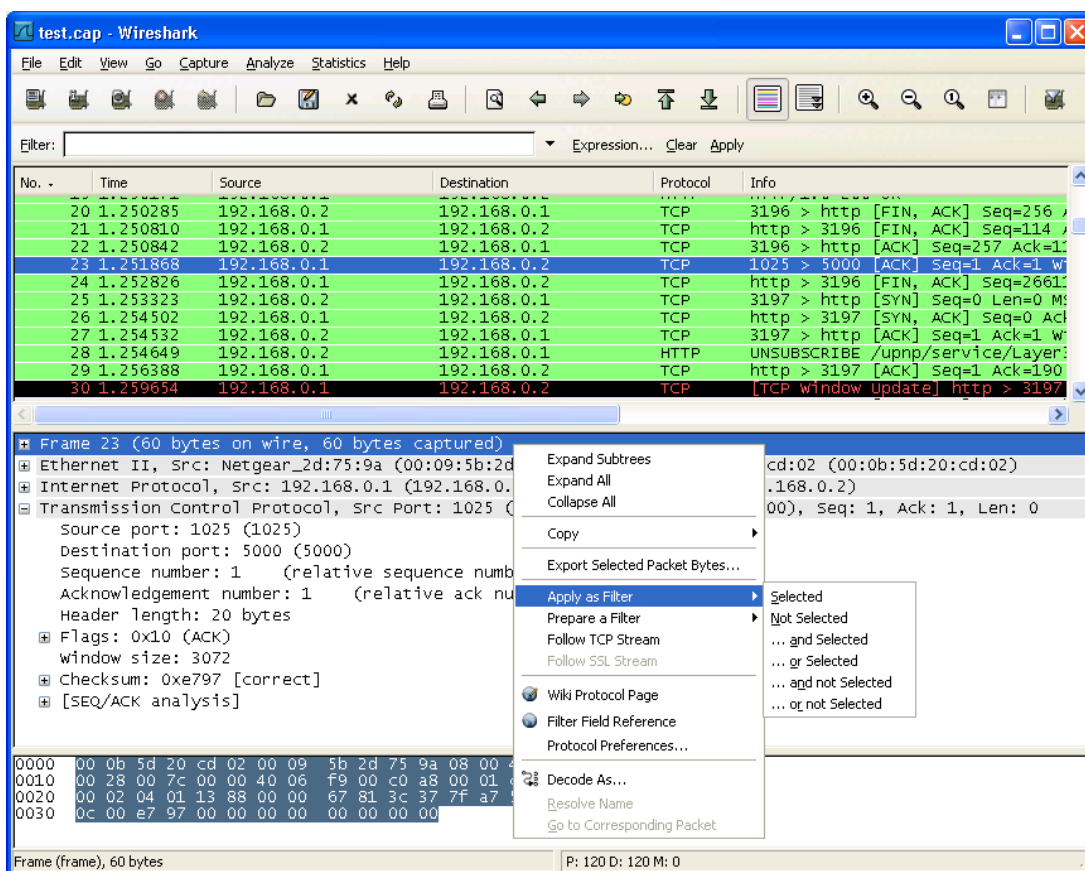 test.cap - Wireshark
File Edit View Go Capture Analyze Statistics Help
Filter: Expression... Clear Apply
No. Time Source Destination Protocol Info
20 1.250285 192.168.0.2 192.168.0.1 TCP 3196 > http [FIN, ACK] Seq=256
21 1.250810 192.168.0.1 192.168.0.2 TCP http > 3196 [FIN, ACK] Seq=114
22 1.250842 192.168.0.2 192.168.0.1 TCP 3196 > http [ACK] Seq=257 Ack=11
23 1.251868 192.168.0.1 192.168.0.2 TCP 1025 > 5000 [ACK] Seq=1 Ack=1 Wi
24 1.252826 192.168.0.1 192.168.0.2 TCP http > 3196 [FIN, ACK] Seq=26611
25 1.253323 192.168.0.2 192.168.0.1 TCP 3197 > http [SYN] Seq=0 Len=0 MS
26 1.254502 192.168.0.1 192.168.0.2 TCP http > 3197 [SYN, ACK] Seq=0 Ack
27 1.254532 192.168.0.2 192.168.0.1 TCP 3197 > http [ACK] Seq=1 Ack=1 Wi
28 1.254649 192.168.0.2 192.168.0.1 HTTP UNSUBSCRIBE /upnp/service/Layer3
29 1.256388 192.168.0.1 192.168.0.2 TCP http > 3197 [ACK] Seq=1 Ack=190
30 1.259654 192.168.0.1 192.168.0.2 TCP [TCP Window Update] http > 3197
Frame 23 (60 bytes on wire, 60 bytes captured)
Ethernet II, Src: Netgear_2d:75:9a (00:09:5b:2d cd:02 (00:0b:5d:20:cd:02)
Internet Protocol, Src: 192.168.0.1 (192.168.0. .168.0.2)
Transmission Control Protocol, Src Port: 1025 ( 00), Seq: 1, Ack: 1, Len: 0
Source port: 1025 (1025)
Destination port: 5000 (5000)
Sequence number: 1 (relative sequence numb
Acknowledgement number: 1 (relative ack nu
Header length: 20 bytes
Flags: 0x10 (ACK)
Window size: 3072
Checksum: 0xe797 [correct]
[SEQ/ACK analysis]
Expand Subtrees
Expand All
Collapse All
Copy
Export Selected Packet Bytes...
Apply as Filter
Prepare a Filter
Follow TCP Stream
Follow SSL Stream
Wiki Protocol Page
Filter Field Reference
Protocol Preferences...
Decode As...
Resolve Name
Go to Corresponding Packet
Selected
Not Selected
... and Selected
... or Selected
... and not Selected
... or not Selected
0000 00 0b 5d 20 cd 02 00 09 5b 2d 75 9a 08 00
0010 00 28 00 7c 00 00 40 06 f9 00 c0 a8 00 01
0020 00 02 04 01 13 88 00 00 67 81 3c 37 7f a7
0030 0c 00 e7 97 00 00 00 00 00 00 00 00
Frame (frame), 60 bytes P: 120 D: 120 M: 0